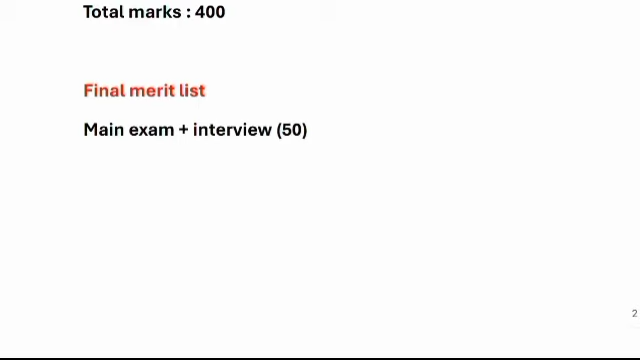 Total marks : 400
Final merit list
Main exam + interview (50)
2